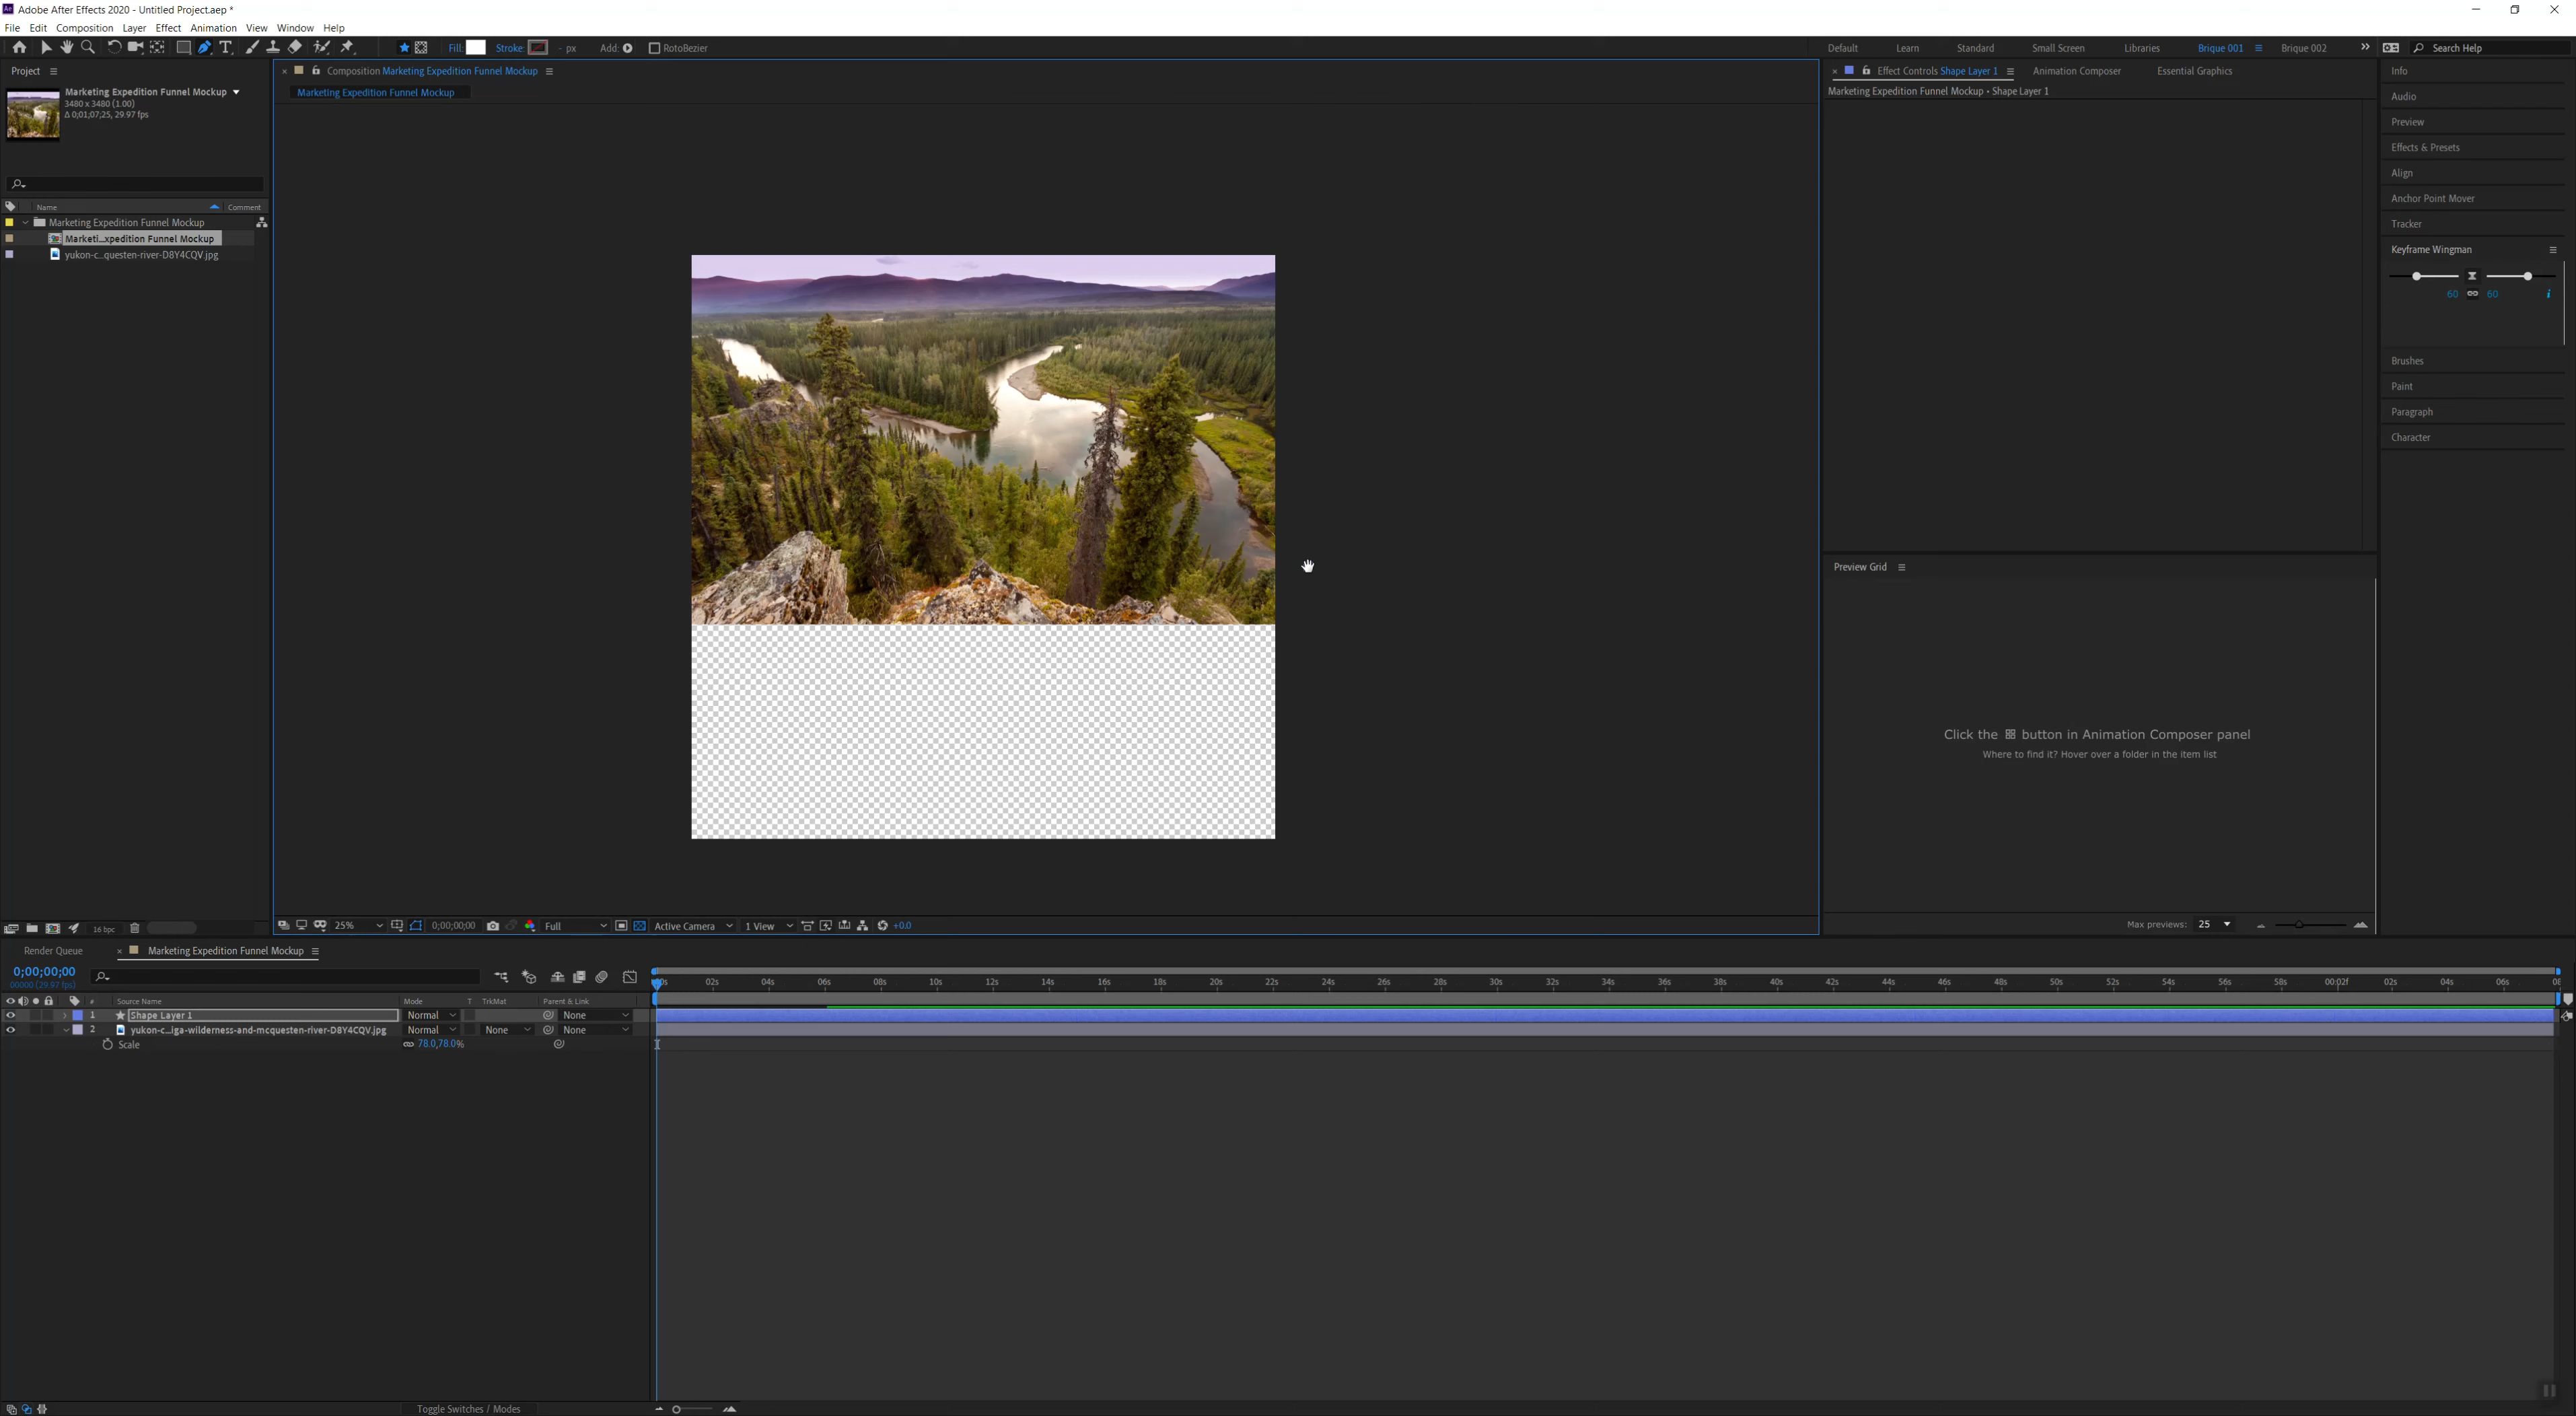 Adobe After Effects 2020 - Untitled Project.aep *
File Edit Composition Layer Effect Animation View Window Help
Fill: Stroke: - px Add: RotoBezier
Default Learn Standard Small Screen Libraries Brique 001 Brique 002 Search Help
Project
Marketing Expedition Funnel Mockup
3480 x 3480 (1.00)
Δ 0;01;07;25, 29.97 fps
Name Comment
Marketing Expedition Funnel Mockup
Marketi...xpedition Funnel Mockup
yukon-c...questen-river-D8Y4CQV.jpg
16 bpc
Composition Marketing Expedition Funnel Mockup
Marketing Expedition Funnel Mockup
25% 0;00;00;00 Full Active Camera 1 View +0.0
Effect Controls Shape Layer 1 Animation Composer Essential Graphics
Marketing Expedition Funnel Mockup • Shape Layer 1
Preview Grid
Click the button in Animation Composer panel
Where to find it? Hover over a folder in the item list
Max previews: 25
Info
Audio
Preview
Effects & Presets
Align
Anchor Point Mover
Tracker
Keyframe Wingman
60 60 i
Brushes
Paint
Paragraph
Character
Render Queue Marketing Expedition Funnel Mockup
0;00;00;00
00000 (29.97 fps)
02s 04s 06s 08s 10s 12s 14s 16s 18s 20s 22s 24s 26s 28s 30s 32s 34s 36s 38s 40s 42s 44s 46s 48s 50s 52s 54s 56s 58s 00:02f 02s 04s 06s
# Source Name Mode T TrkMat Parent & Link
1 Shape Layer 1 Normal None
2 yukon-c...iga-wilderness-and-mcquesten-river-D8Y4CQV.jpg Normal None None
Scale 78.0,78.0%
Toggle Switches / Modes